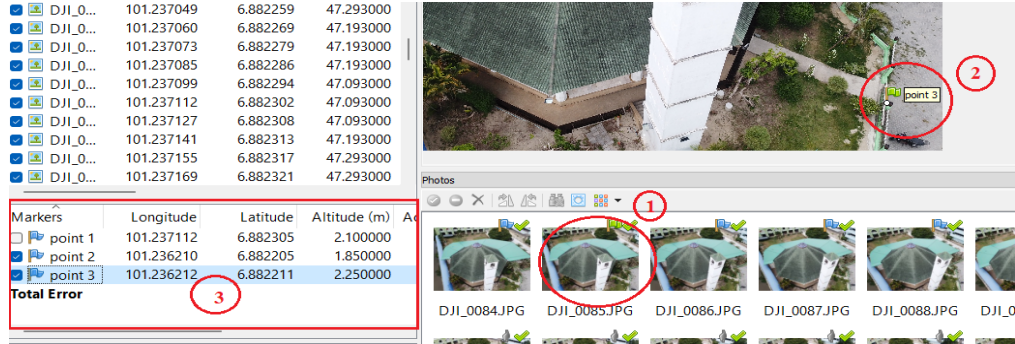 DJI_0... 101.237049 6.882259 47.293000
DJI_0... 101.237060 6.882269 47.193000
DJI_0... 101.237073 6.882279 47.193000
DJI_0... 101.237085 6.882286 47.193000
DJI_0... 101.237099 6.882294 47.093000
DJI_0... 101.237112 6.882302 47.093000
DJI_0... 101.237127 6.882308 47.093000
DJI_0... 101.237141 6.882313 47.193000
DJI_0... 101.237155 6.882317 47.293000
DJI_0... 101.237169 6.882321 47.293000
Markers Longitude Latitude Altitude (m) Ac
point 1 101.237112 6.882305 2.100000
point 2 101.236210 6.882205 1.850000
point 3 101.236212 6.882211 2.250000
Total Error
3
point 3
2
Photos
1
DJI_0084.JPG DJI_0085.JPG DJI_0086.JPG DJI_0087.JPG DJI_0088.JPG DJI_0